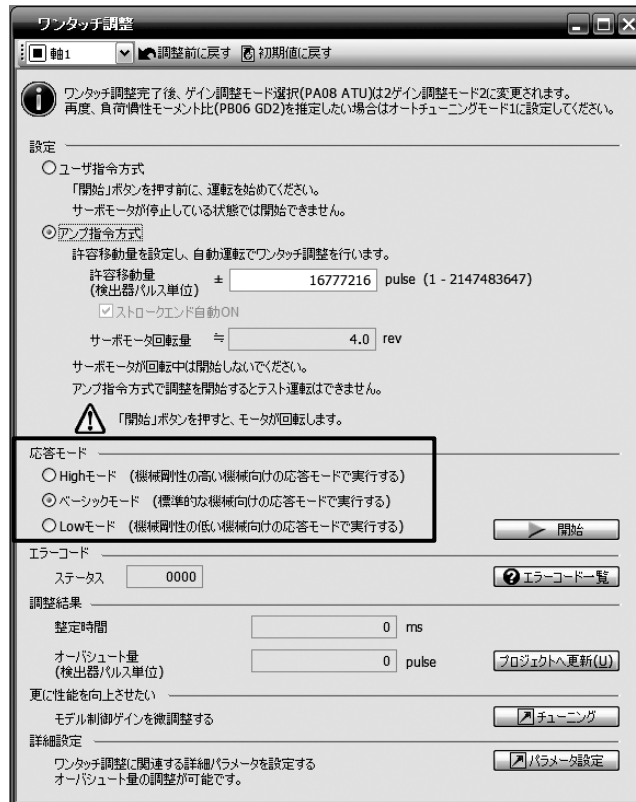 ワンタッチ調整
軸1 調整前に戻す 初期値に戻す
ワンタッチ調整完了後、ゲイン調整モード選択(PA08 ATU)は2ゲイン調整モード2に変更されます。
再度、負荷慣性モーメント比(PB06 GD2)を推定したい場合はオートチューニングモード1に設定してください。
設定
ユーザ指令方式
「開始」ボタンを押す前に、運転を始めてください。
サーボモータが停止している状態では開始できません。
アンプ指令方式
許容移動量を設定し、自動運転でワンタッチ調整を行います。
許容移動量
(検出器パルス単位) ± 16777216 pulse (1 - 2147483647)
ストロークエンド自動ON
サーボモータ回転量 ≒ 4.0 rev
サーボモータが回転中は開始しないでください。
アンプ指令方式で調整を開始するとテスト運転はできません。
「開始」ボタンを押すと、モータが回転します。
応答モード
Highモード (機械剛性の高い機械向けの応答モードで実行する)
ベーシックモード (標準的な機械向けの応答モードで実行する)
Lowモード (機械剛性の低い機械向けの応答モードで実行する)
開始
エラーコード
ステータス 0000 エラーコード一覧
調整結果
整定時間 0 ms
オーバシュート量
(検出器パルス単位) 0 pulse プロジェクトへ更新(U)
更に性能を向上させたい
モデル制御ゲインを微調整する チューニング
詳細設定
ワンタッチ調整に関連する詳細パラメータを設定する パラメータ設定
オーバシュート量の調整が可能です。